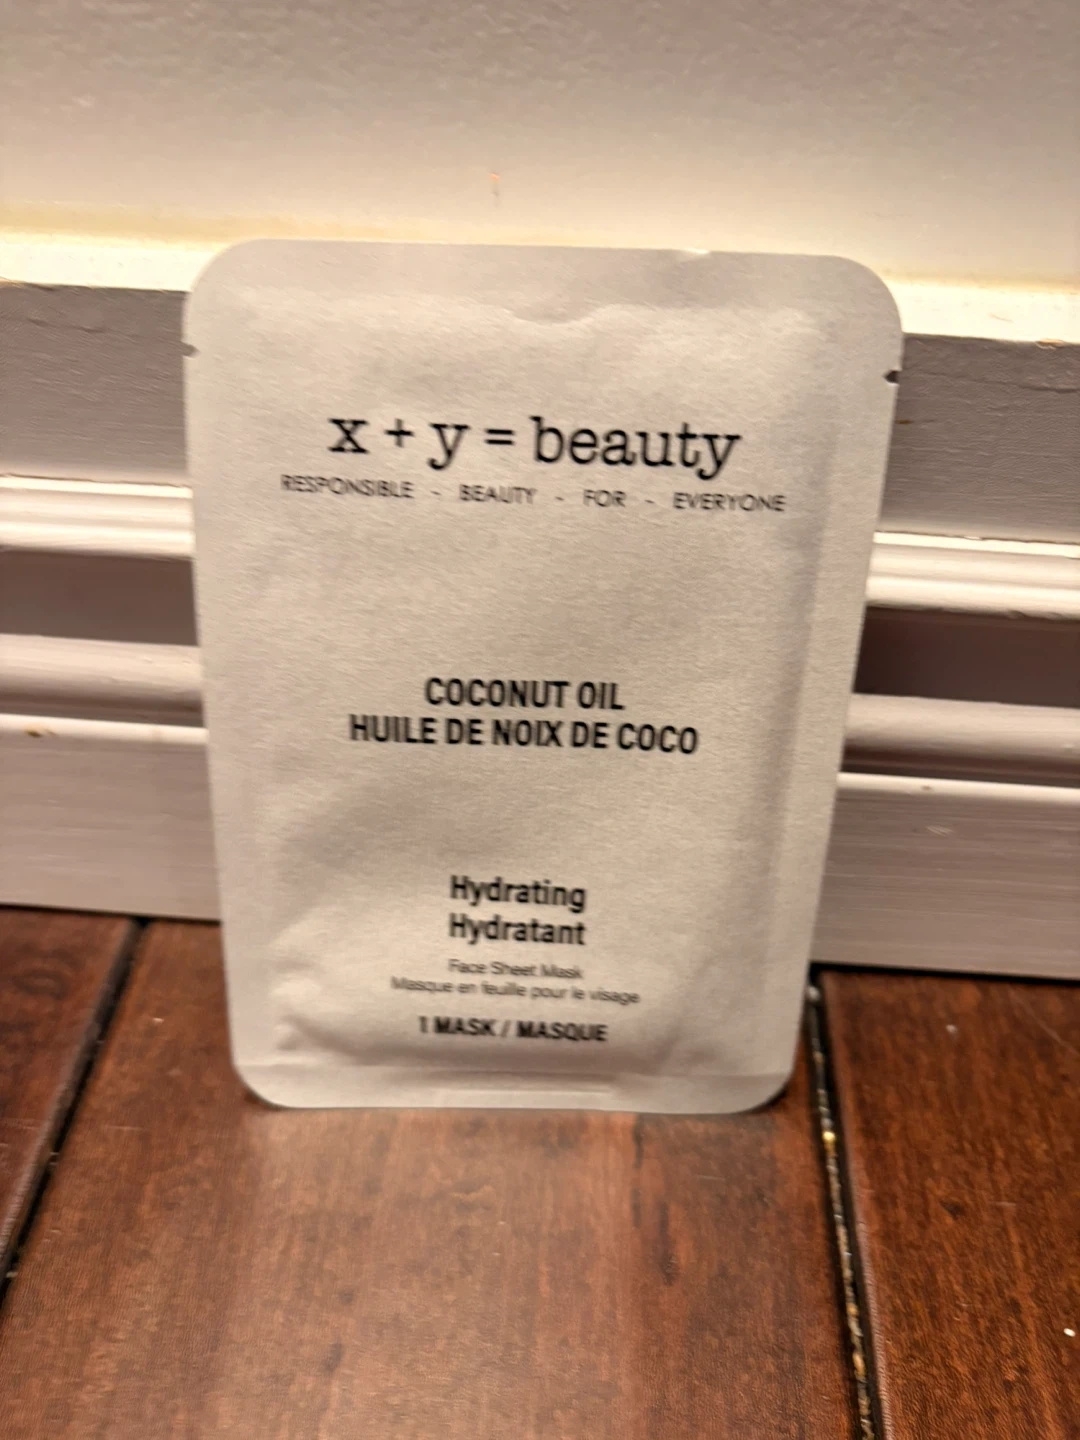 x + y = beauty
RESPONSIBLE - BEAUTY - FOR - EVERYONE
COCONUT OIL
HUILE DE NOIX DE COCO
Hydrating
Hydratant
Face Sheet Mask
Masque en feuille pour le visage
1 MASK / MASQUE